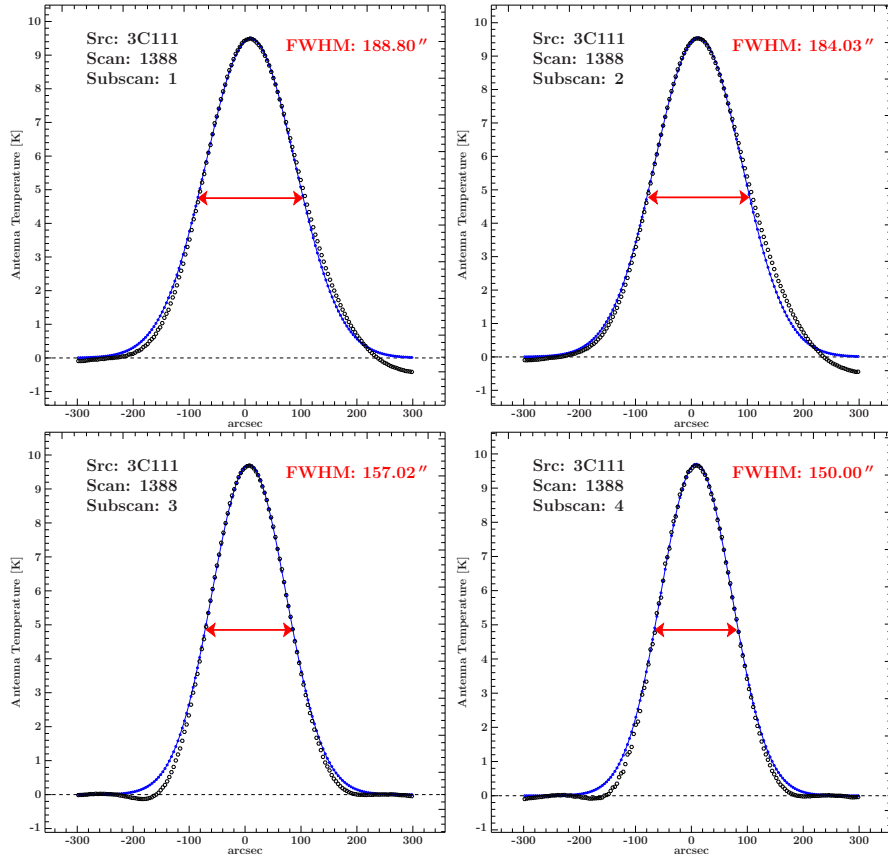 10
9
8
7
6
5
4
3
2
1
0
-1
Antenna Temperature [K]
Src: 3C111
Scan: 1388
Subscan: 1
FWHM: 188.80″
-300 -200 -100 0 100 200 300
arcsec
10
9
8
7
6
5
4
3
2
1
0
-1
Antenna Temperature [K]
Src: 3C111
Scan: 1388
Subscan: 2
FWHM: 184.03″
-300 -200 -100 0 100 200 300
arcsec
10
9
8
7
6
5
4
3
2
1
0
-1
Antenna Temperature [K]
Src: 3C111
Scan: 1388
Subscan: 3
FWHM: 157.02″
-300 -200 -100 0 100 200 300
arcsec
10
9
8
7
6
5
4
3
2
1
0
-1
Antenna Temperature [K]
Src: 3C111
Scan: 1388
Subscan: 4
FWHM: 150.00″
-300 -200 -100 0 100 200 300
arcsec